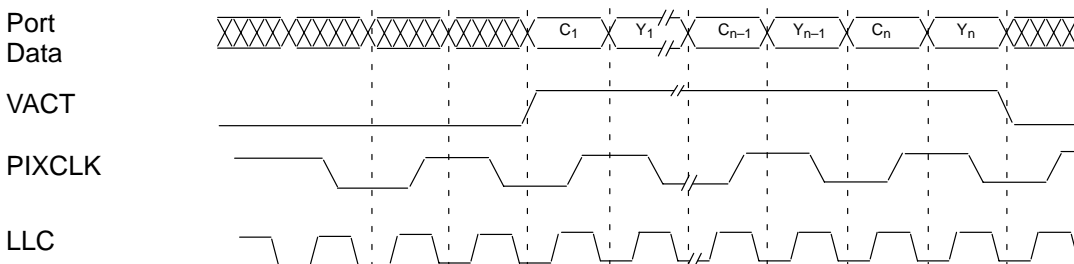 Port
Data
C1 Y1 Cn–1 Yn–1 Cn Yn
VACT
PIXCLK
LLC